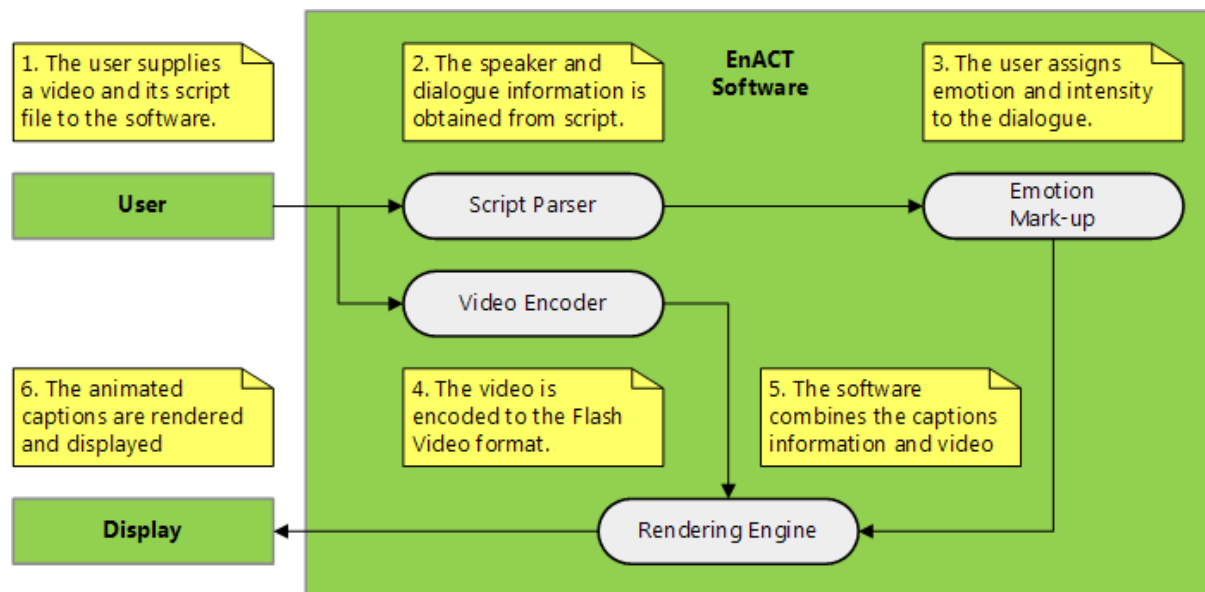 1. The user supplies
a video and its script
file to the software.
2. The speaker and
dialogue information is
obtained from script.
EnACT
Software
3. The user assigns
emotion and intensity
to the dialogue.
User
Script Parser
Emotion
Mark-up
Video Encoder
6. The animated
captions are rendered
and displayed
4. The video is
encoded to the Flash
Video format.
5. The software
combines the captions
information and video
Display
Rendering Engine